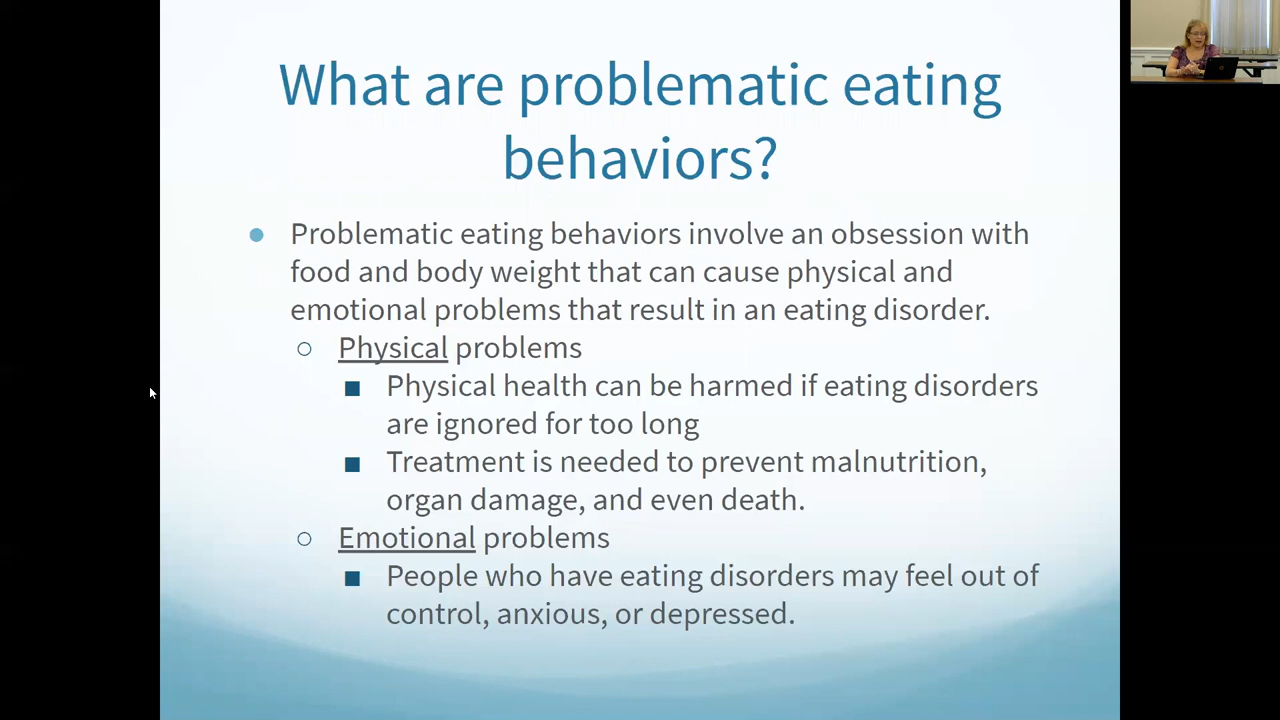 What are problematic eating
behaviors?
Problematic eating behaviors involve an obsession with
food and body weight that can cause physical and
emotional problems that result in an eating disorder.
Physical problems
Physical health can be harmed if eating disorders
are ignored for too long
Treatment is needed to prevent malnutrition,
organ damage, and even death.
Emotional problems
People who have eating disorders may feel out of
control, anxious, or depressed.